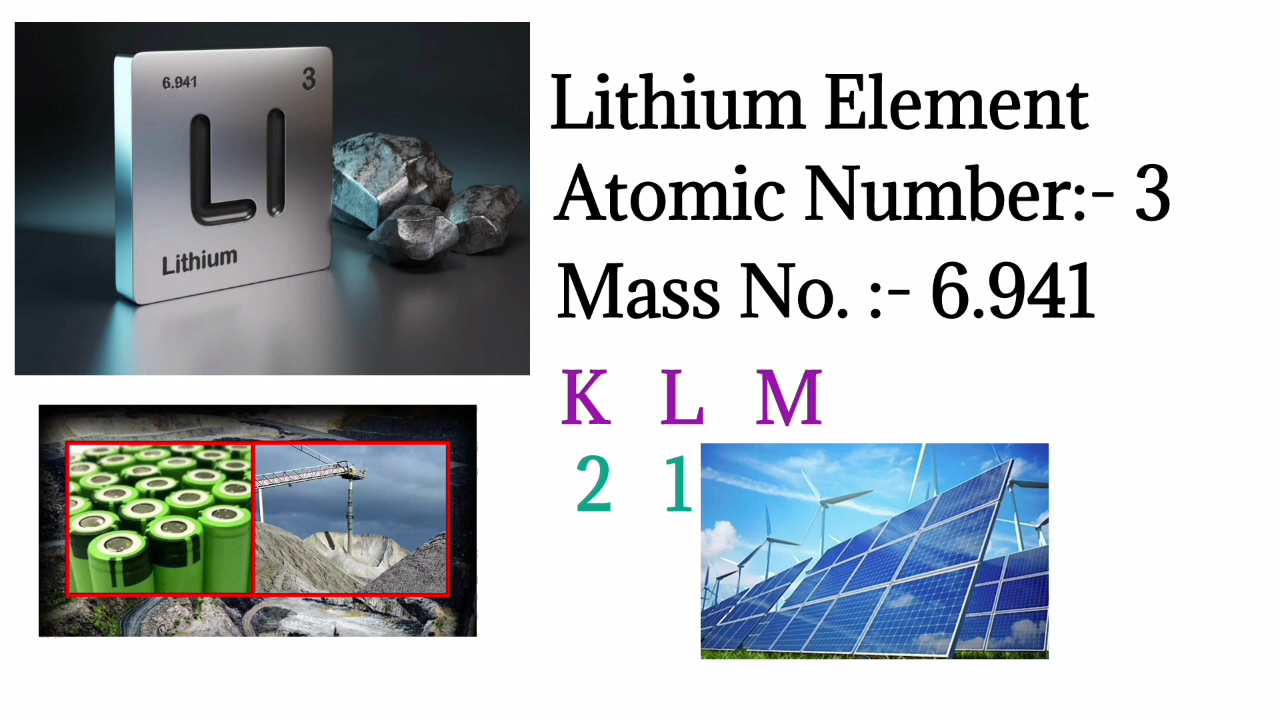 6.941 3
LI
Lithium
Lithium Element
Atomic Number:- 3
Mass No. :- 6.941
K L M
2 1